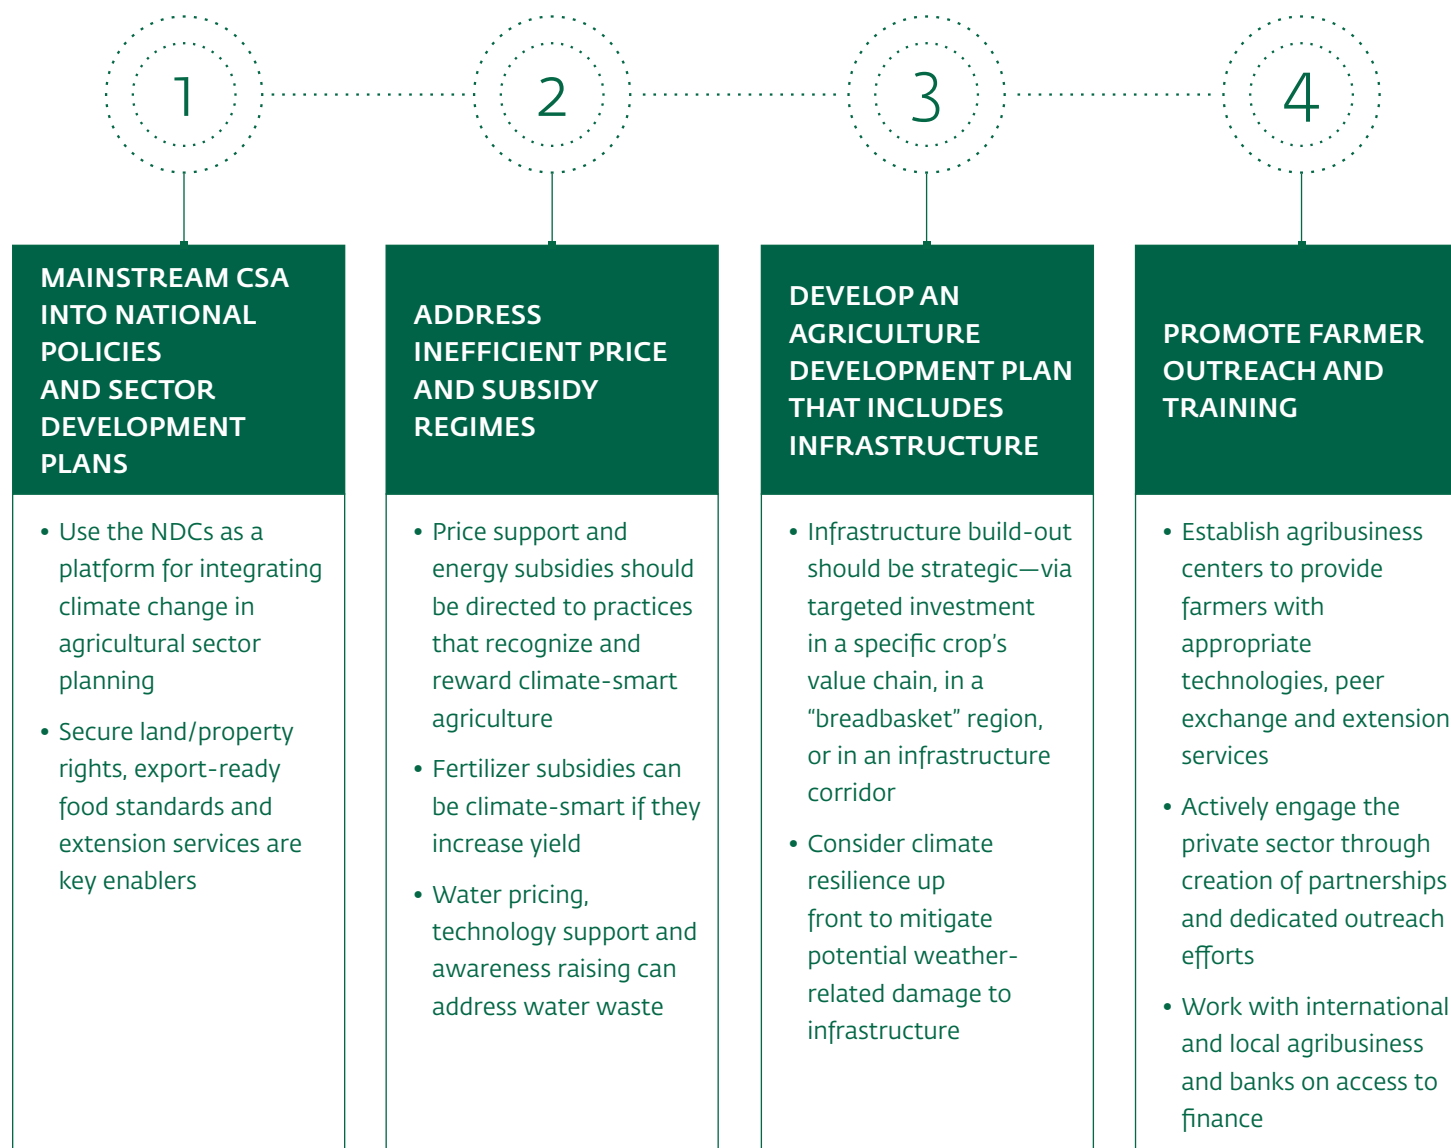 1
2
3
4
MAINSTREAM CSA
INTO NATIONAL
POLICIES
AND SECTOR
DEVELOPMENT
PLANS
• Use the NDCs as a
platform for integrating
climate change in
agricultural sector
planning
• Secure land/property
rights, export-ready
food standards and
extension services are
key enablers
ADDRESS
INEFFICIENT PRICE
AND SUBSIDY
REGIMES
• Price support and
energy subsidies should
be directed to practices
that recognize and
reward climate-smart
agriculture
• Fertilizer subsidies can
be climate-smart if they
increase yield
• Water pricing,
technology support and
awareness raising can
address water waste
DEVELOP AN
AGRICULTURE
DEVELOPMENT PLAN
THAT INCLUDES
INFRASTRUCTURE
• Infrastructure build-out
should be strategic—via
targeted investment
in a specific crop’s
value chain, in a
“breadbasket” region,
or in an infrastructure
corridor
• Consider climate
resilience up
front to mitigate
potential weather-
related damage to
infrastructure
PROMOTE FARMER
OUTREACH AND
TRAINING
• Establish agribusiness
centers to provide
farmers with
appropriate
technologies, peer
exchange and extension
services
• Actively engage the
private sector through
creation of partnerships
and dedicated outreach
efforts
• Work with international
and local agribusiness
and banks on access to
finance